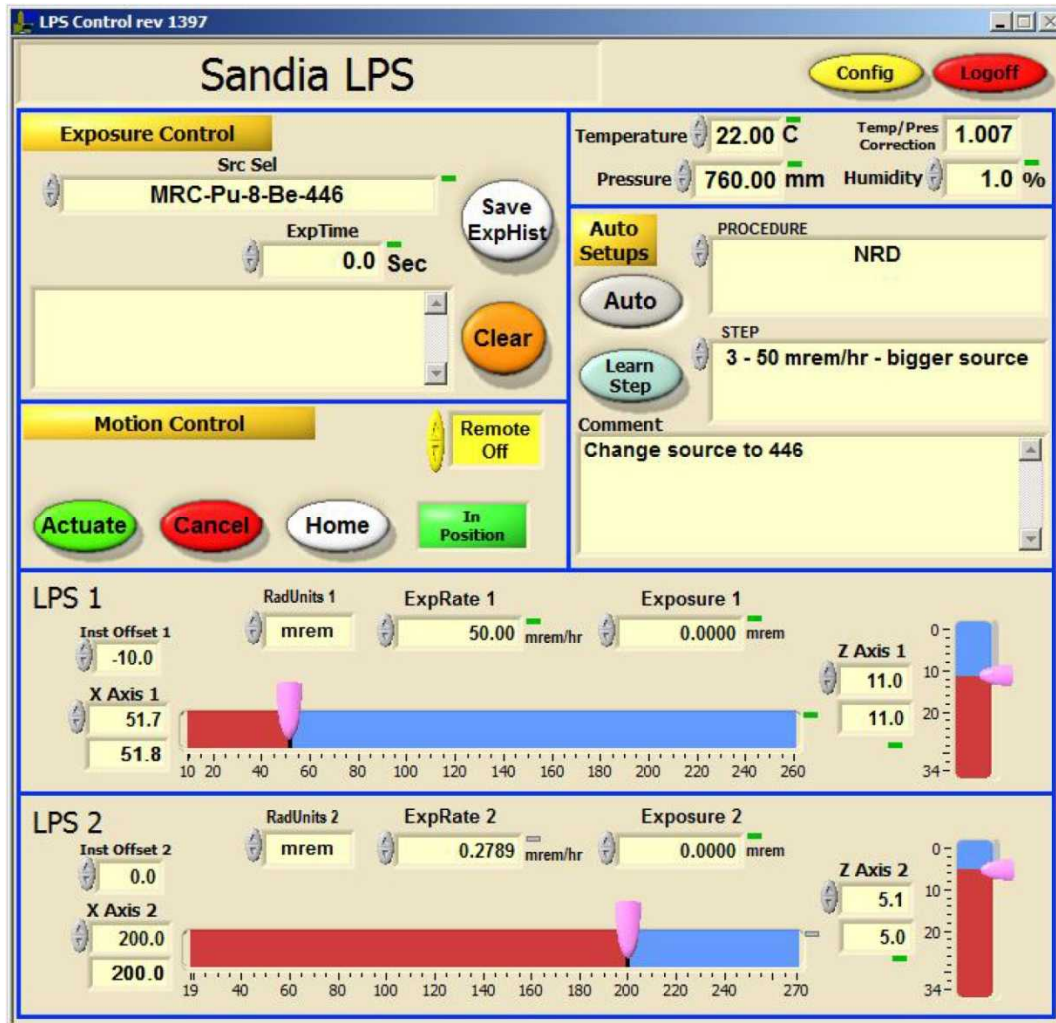 LPS Control rev 1397
Sandia LPS
Config
Logoff
Exposure Control
Src Sel
MRC-Pu-8-Be-446
ExpTime
0.0 Sec
Save
ExpHist
Clear
Temperature 22.00 C
Temp/Pres
Correction
1.007
Pressure 760.00 mm
Humidity 1.0 %
Auto
Setups
PROCEDURE
NRD
Auto
STEP
3 - 50 mrem/hr - bigger source
Learn
Step
Comment
Change source to 446
Motion Control
Remote
Off
Actuate
Cancel
Home
In
Position
LPS 1
Inst Offset 1
-10.0
X Axis 1
51.7
51.8
RadUnits 1
mrem
ExpRate 1
50.00 mrem/hr
Exposure 1
0.0000 mrem
10 20 40 60 80 100 120 140 160 180 200 220 240 260
Z Axis 1
11.0
11.0
0
10
20
34
LPS 2
Inst Offset 2
0.0
X Axis 2
200.0
200.0
RadUnits 2
mrem
ExpRate 2
0.2789 mrem/hr
Exposure 2
0.0000 mrem
19 40 60 80 100 120 140 160 180 200 220 240 270
Z Axis 2
5.1
5.0
0
10
20
34